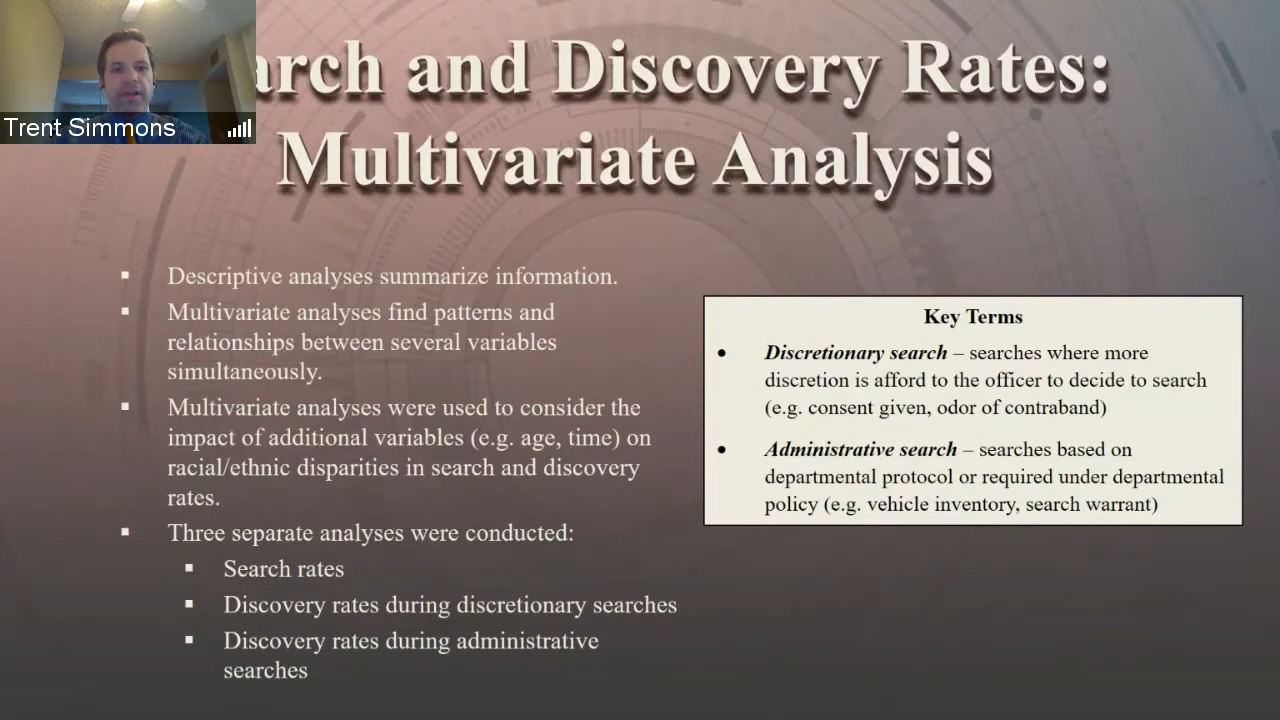 arch and Discovery Rates:
Multivariate Analysis
Trent Simmons
▪ Descriptive analyses summarize information.
▪ Multivariate analyses find patterns and
relationships between several variables
simultaneously.
▪ Multivariate analyses were used to consider the
impact of additional variables (e.g. age, time) on
racial/ethnic disparities in search and discovery
rates.
▪ Three separate analyses were conducted:
▪ Search rates
▪ Discovery rates during discretionary searches
▪ Discovery rates during administrative
searches
Key Terms
• Discretionary search – searches where more
discretion is afford to the officer to decide to search
(e.g. consent given, odor of contraband)
• Administrative search – searches based on
departmental protocol or required under departmental
policy (e.g. vehicle inventory, search warrant)